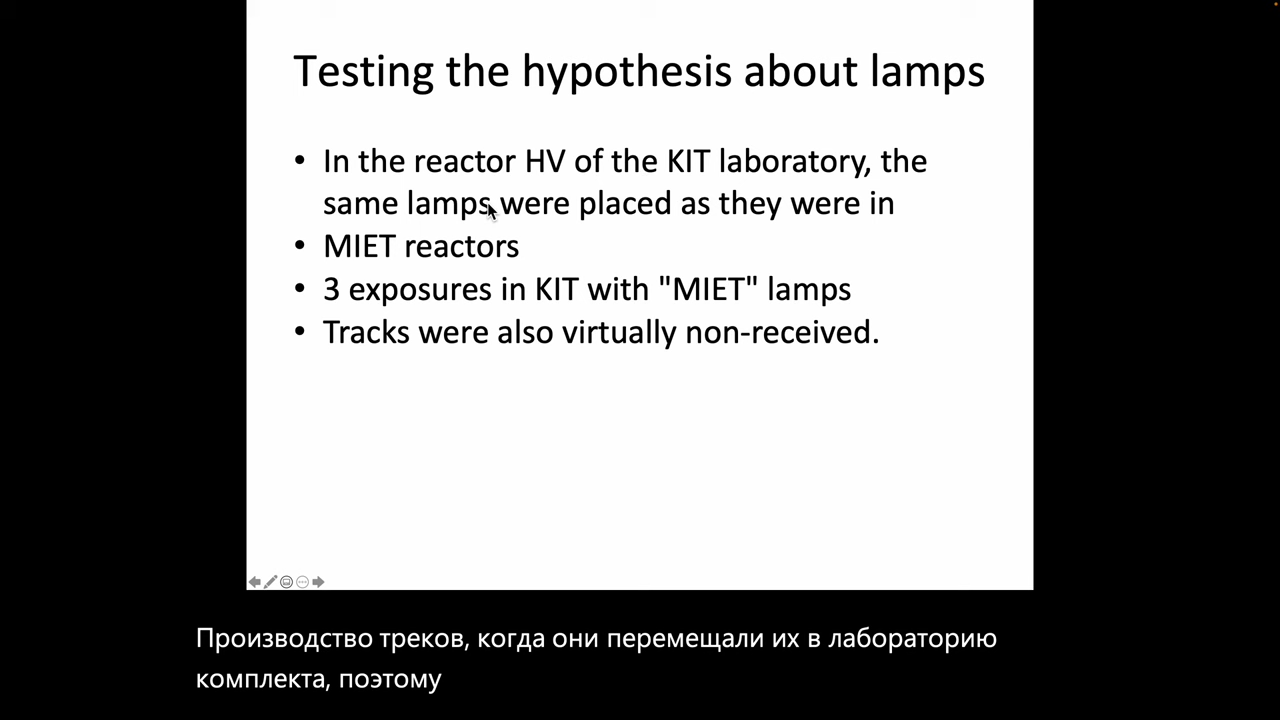 Testing the hypothesis about lamps
• In the reactor HV of the KIT laboratory, the
same lamps were placed as they were in
• MIET reactors
• 3 exposures in KIT with "MIET" lamps
• Tracks were also virtually non-received.
Производство треков, когда они перемещали их в лабораторию
комплекта, поэтому